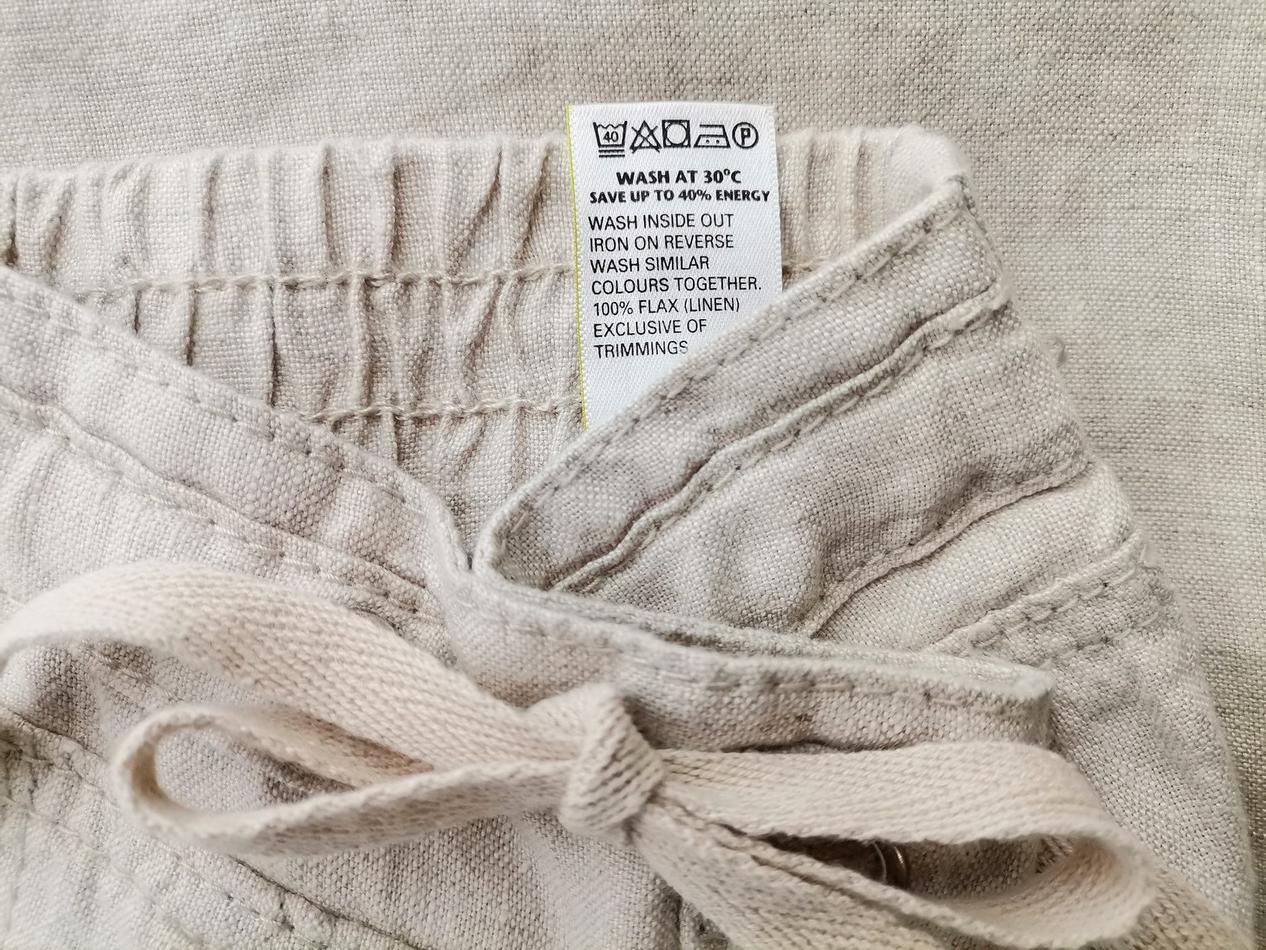 40 P
WASH AT 30°C
SAVE UP TO 40% ENERGY
WASH INSIDE OUT
IRON ON REVERSE
WASH SIMILAR
COLOURS TOGETHER.
100% FLAX (LINEN)
EXCLUSIVE OF
TRIMMINGS